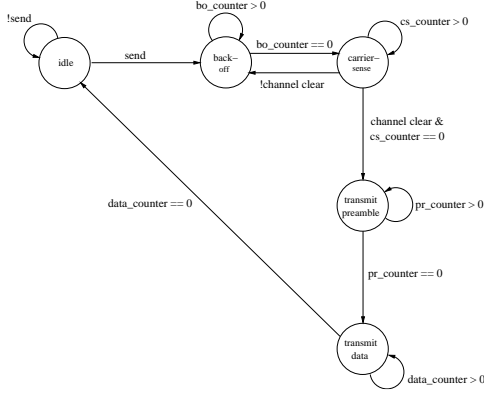 !send
bo_counter > 0
cs_counter > 0
idle
send
back-
off
bo_counter == 0
!channel clear
carrier-
sense
channel clear &
cs_counter == 0
transmit
preamble
pr_counter > 0
data_counter == 0
pr_counter == 0
transmit
data
data_counter > 0